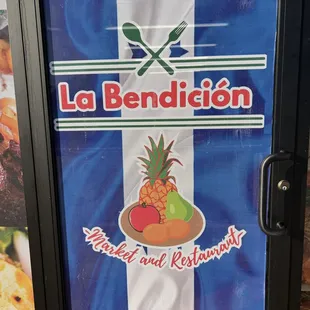 La Bendición
Market and Restaurant